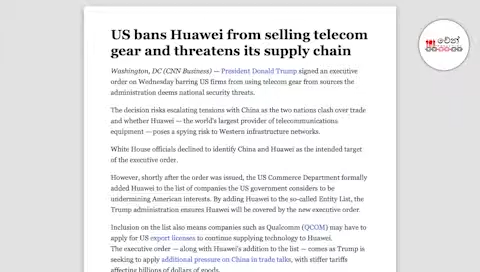 US bans Huawei from selling telecom
gear and threatens its supply chain
Washington, DC (CNN Business) — President Donald Trump signed an executive
order on Wednesday barring US firms from using telecom gear from sources the
administration deems national security threats.
The decision risks escalating tensions with China as the two nations clash over trade
and whether Huawei — the world's largest provider of telecommunications
equipment — poses a spying risk to Western infrastructure networks.
White House officials declined to identify China and Huawei as the intended target
of the executive order.
However, shortly after the order was issued, the US Commerce Department formally
added Huawei to the list of companies the US government considers to be
undermining American interests. By adding Huawei to the so-called Entity List, the
Trump administration ensures Huawei will be covered by the new executive order.
Inclusion on the list also means companies such as Qualcomm (QCOM) may have to
apply for US export licenses to continue supplying technology to Huawei.
The executive order — along with Huawei's addition to the list — comes as Trump is
seeking to apply additional pressure on China in trade talks, with stiffer tariffs
affecting billions of dollars of goods.